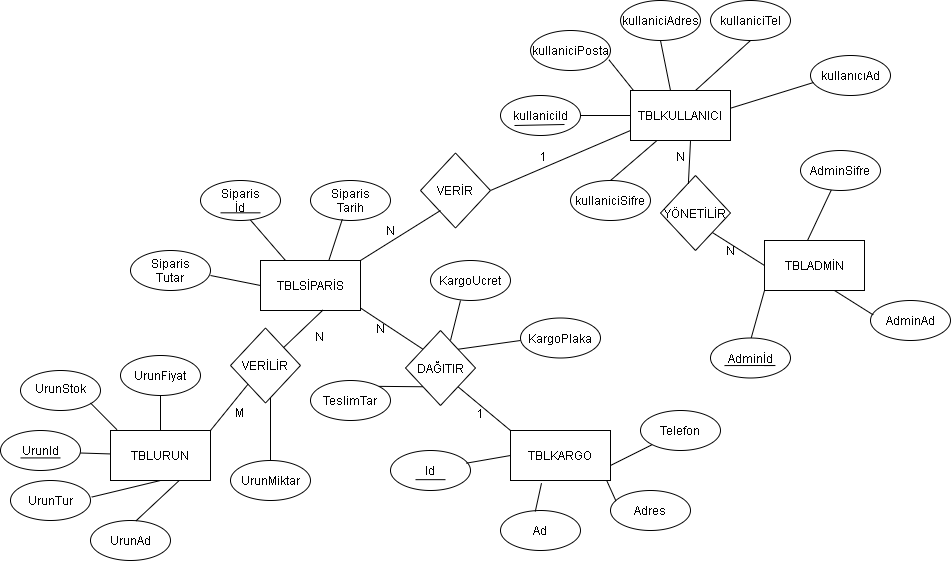 kullaniciAdres
kullaniciTel
kullaniciPosta
kullanıcıAd
kullaniciId
TBLKULLANICI
1
N
VERİR
AdminSifre
Siparis
İd
Siparis
Tarih
kullaniciSifre
YÖNETİLİR
N
N
Siparis
Tutar
TBLSİPARİS
TBLADMİN
KargoUcret
AdminAd
N
N
KargoPlaka
AdminId
VERİLİR
DAĞITIR
UrunFiyat
UrunStok
TeslimTar
M
1
Telefon
UrunId
TBLURUN
TBLKARGO
Id
UrunMiktar
UrunTur
Adres
Ad
UrunAd